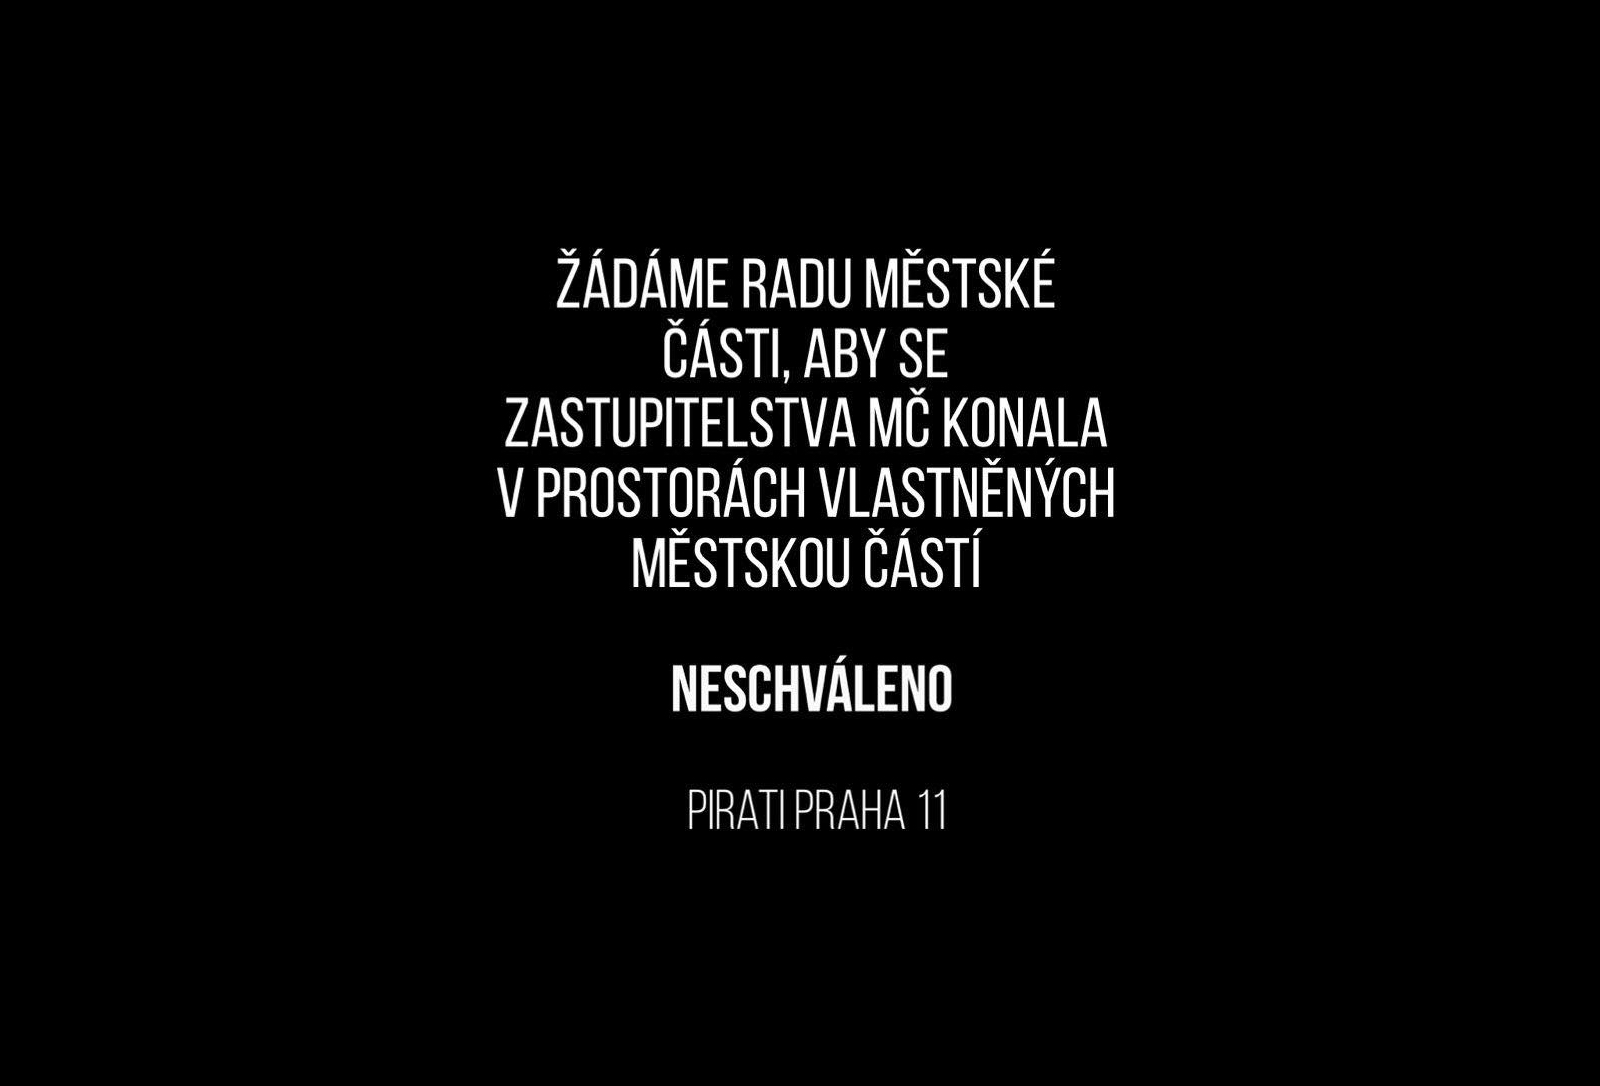 ŽÁDÁME RADU MĚSTSKÉ
ČÁSTI, ABY SE
ZASTUPITELSTVA MČ KONALA
V PROSTORÁCH VLASTNĚNÝCH
MĚSTSKOU ČÁSTÍ
NESCHVÁLENO
PIRATI PRAHA 11